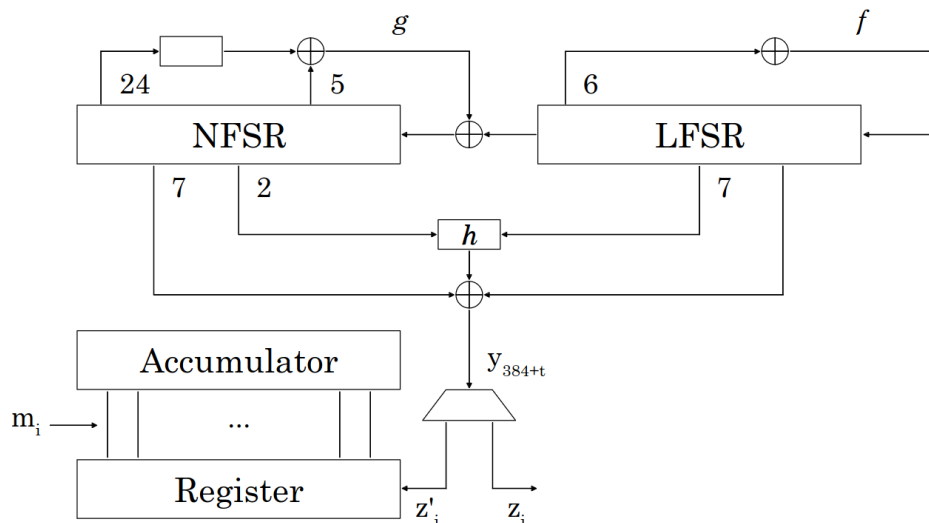 g
f
24
5
6
NFSR
LFSR
7
2
7
h
Accumulator
y384+t
mi
...
Register
z'i
zi